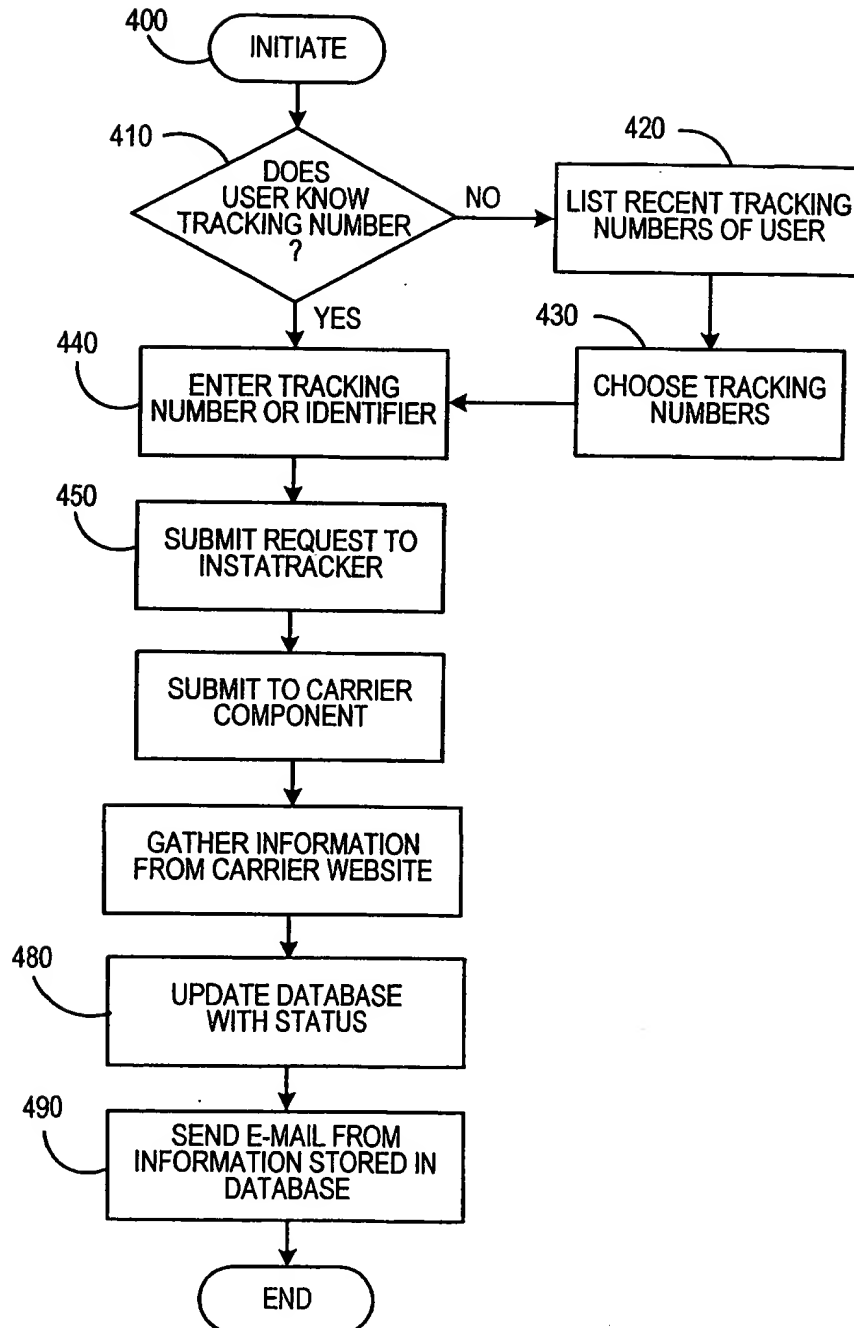 400
INITIATE
410
DOES
USER KNOW
TRACKING NUMBER
?
NO
420
LIST RECENT TRACKING
NUMBERS OF USER
YES
430
CHOOSE TRACKING
NUMBERS
440
ENTER TRACKING
NUMBER OR IDENTIFIER
450
SUBMIT REQUEST TO
INSTATRACKER
SUBMIT TO CARRIER
COMPONENT
GATHER INFORMATION
FROM CARRIER WEBSITE
480
UPDATE DATABASE
WITH STATUS
490
SEND E-MAIL FROM
INFORMATION STORED IN
DATABASE
END